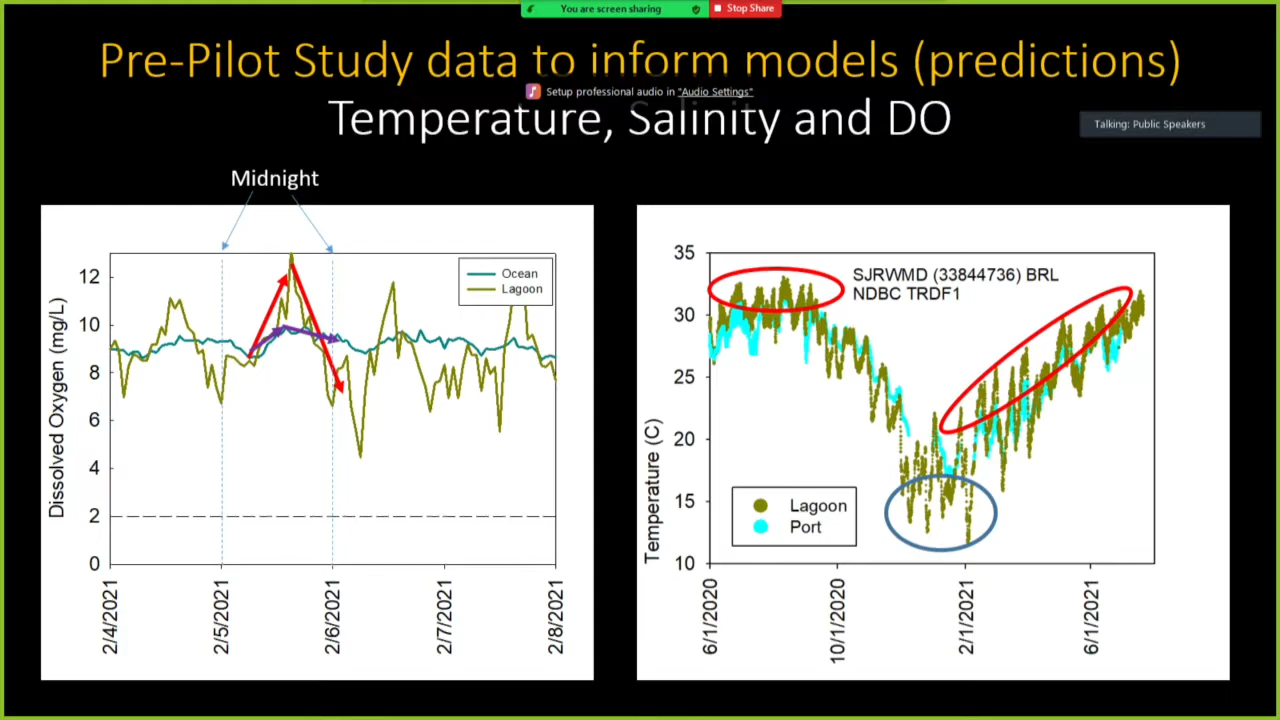 You are screen sharing
Stop Share
Pre-Pilot Study data to inform models (predictions)
Setup professional audio in "Audio Settings"
Temperature, Salinity and DO
Talking: Public Speakers
Midnight
Dissolved Oxygen (mg/L)
12
10
8
6
4
2
0
Ocean
Lagoon
2/4/2021
2/5/2021
2/6/2021
2/7/2021
2/8/2021
Temperature (C)
35
30
25
20
15
10
SJRWMD (33844736) BRL
NDBC TRDF1
Lagoon
Port
6/1/2020
10/1/2020
2/1/2021
6/1/2021